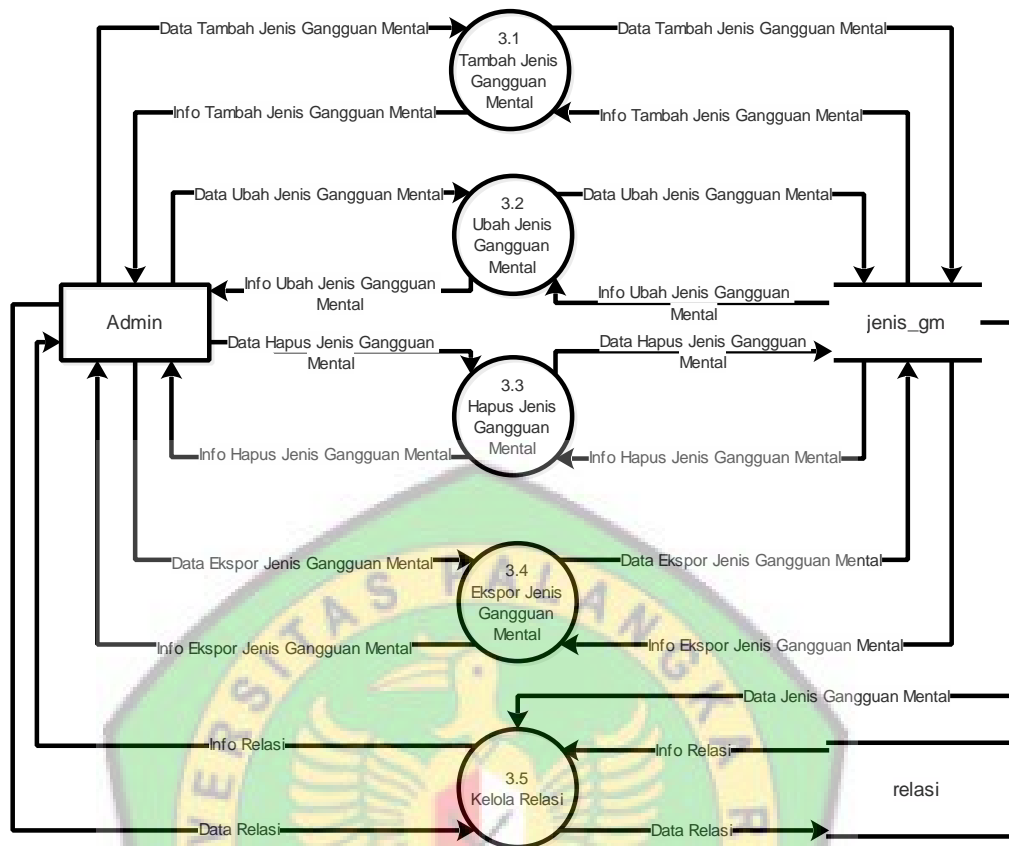 Data Tambah Jenis Gangguan Mental
3.1
Tambah Jenis
Gangguan
Mental
Data Tambah Jenis Gangguan Mental
Info Tambah Jenis Gangguan Mental
Info Tambah Jenis Gangguan Mental
Data Ubah Jenis Gangguan Mental
3.2
Ubah Jenis
Gangguan
Mental
Data Ubah Jenis Gangguan Mental
Info Ubah Jenis Gangguan
Mental
Info Ubah Jenis Gangguan
Mental
Admin
jenis_gm
Data Hapus Jenis Gangguan
Mental
3.3
Hapus Jenis
Gangguan
Mental
Data Hapus Jenis Gangguan
Mental
Info Hapus Jenis Gangguan Mental
Info Hapus Jenis Gangguan Mental
Data Ekspor Jenis Gangguan Mental
3.4
Ekspor Jenis
Gangguan
Mental
Data Ekspor Jenis Gangguan Mental
Info Ekspor Jenis Gangguan Mental
Info Ekspor Jenis Gangguan Mental
Data Jenis Gangguan Mental
Info Relasi
3.5
Kelola Relasi
Info Relasi
relasi
Data Relasi
Data Relasi
VERSITAS PALANGKA R